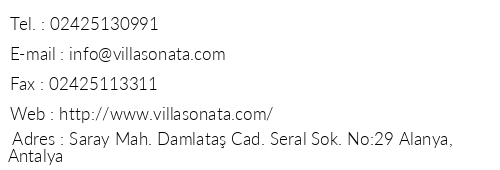 Tel. : 02425130991
E-mail : info@villasonata.com
Fax : 02425113311
Web : http://www.villasonata.com/
Adres : Saray Mah. Damlataş Cad. Seral Sok. No:29 Alanya,
Antalya